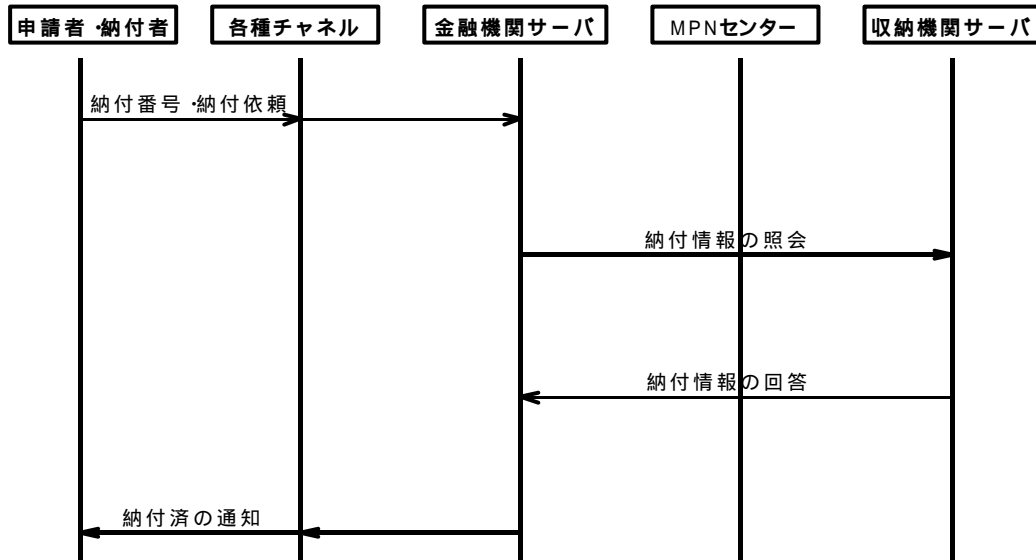 申請者・納付者
各種チャネル
金融機関サーバ
MPNセンター
収納機関サーバ
納付番号・納付依頼
納付情報の照会
納付情報の回答
納付済の通知